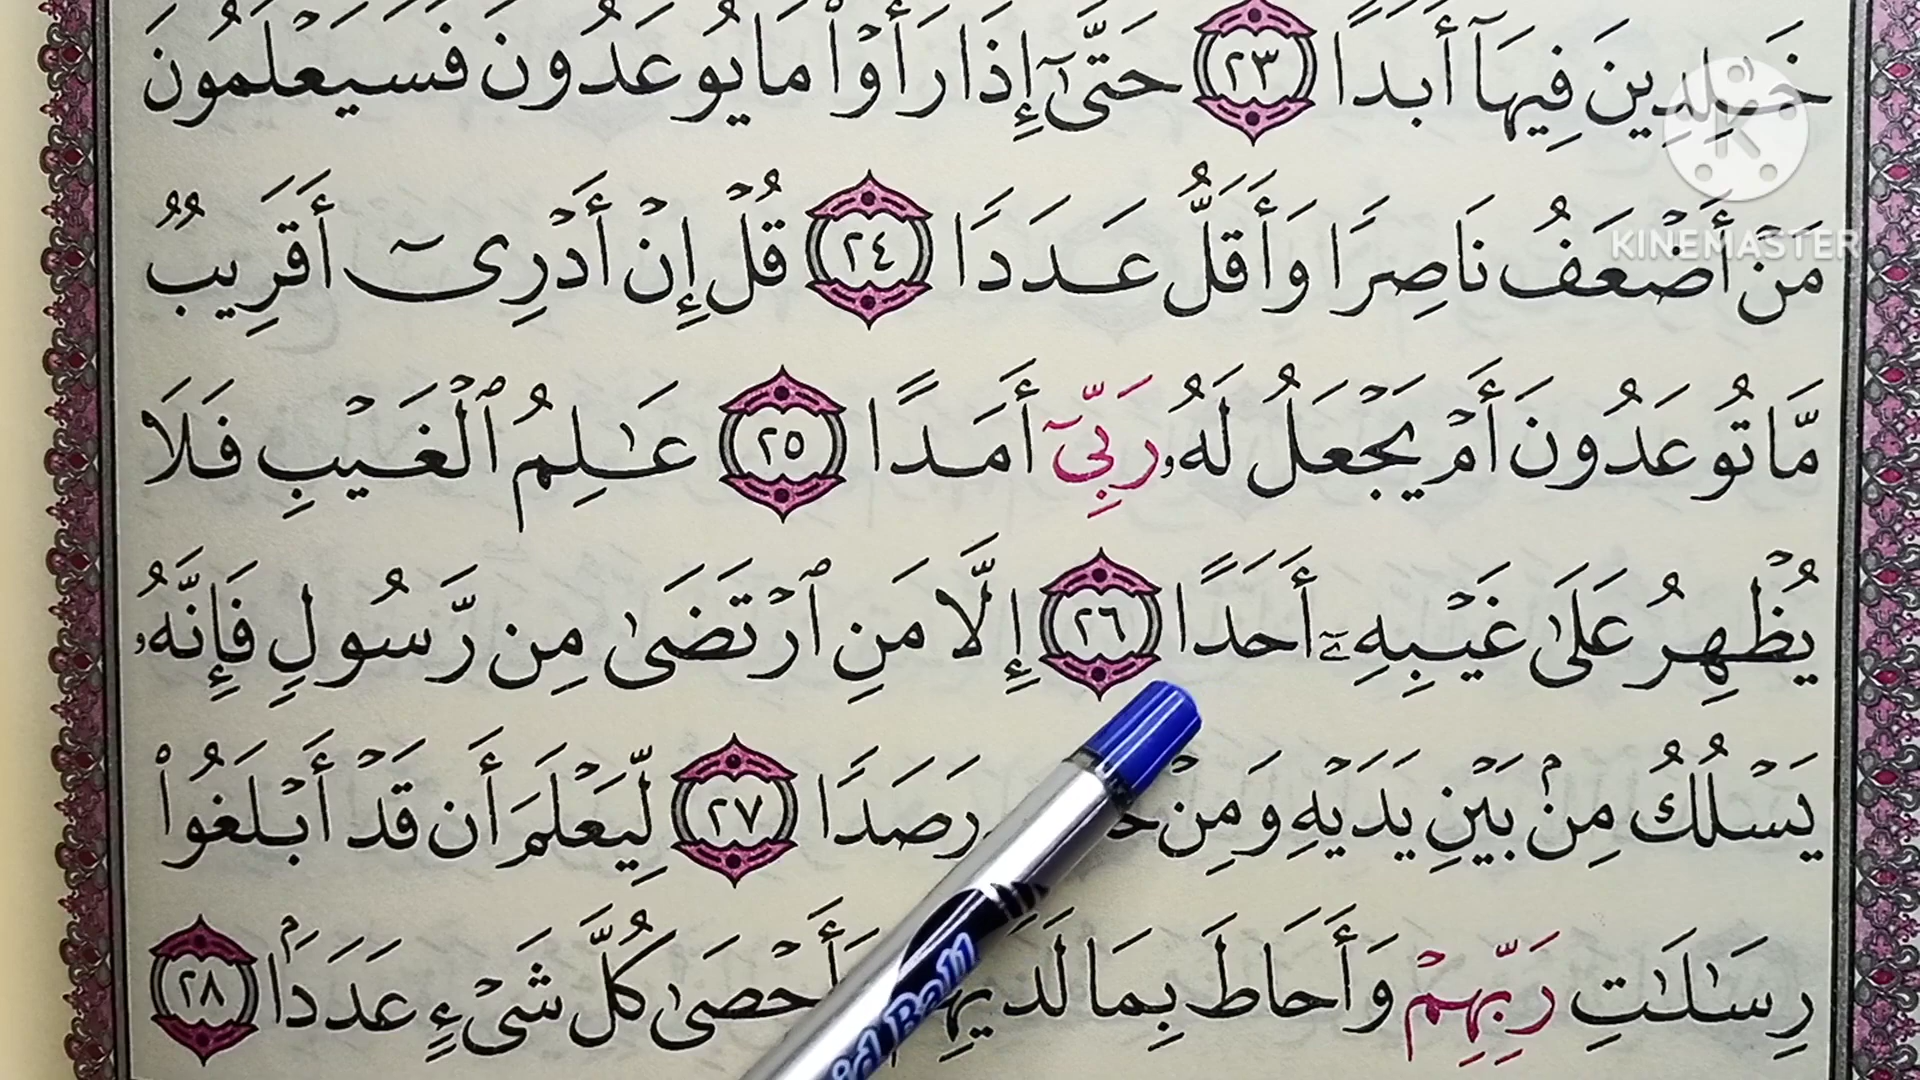 خَـٰلِدِينَ فِيهَآ أَبَدًا ٢٣ حَتَّىٰٓ إِذَا رَأَوْا۟ مَا يُوعَدُونَ فَسَيَعْلَمُونَ
مَنْ أَضْعَفُ نَاصِرًا وَأَقَلُّ عَدَدًا ٢٤ قُلْ إِنْ أَدْرِىٓ أَقَرِيبٌ
مَّا تُوعَدُونَ أَمْ يَجْعَلُ لَهُۥ رَبِّىٓ أَمَدًا ٢٥ عَـٰلِمُ ٱلْغَيْبِ فَلَا
يُظْهِرُ عَلَىٰ غَيْبِهِۦٓ أَحَدًا ٢٦ إِلَّا مَنِ ٱرْتَضَىٰ مِن رَّسُولٍ فَإِنَّهُۥ
يَسْلُكُ مِنۢ بَيْنِ يَدَيْهِ وَمِنْ رَصَدًا ٢٧ لِّيَعْلَمَ أَن قَدْ أَبْلَغُوا۟
رِسَـٰلَـٰتِ رَبِّهِمْ وَأَحَاطَ بِمَا لَدَيْهِمْ وَأَحْصَىٰ كُلَّ شَىْءٍ عَدَدَۢا ٢٨
KINEMASTER
Ball